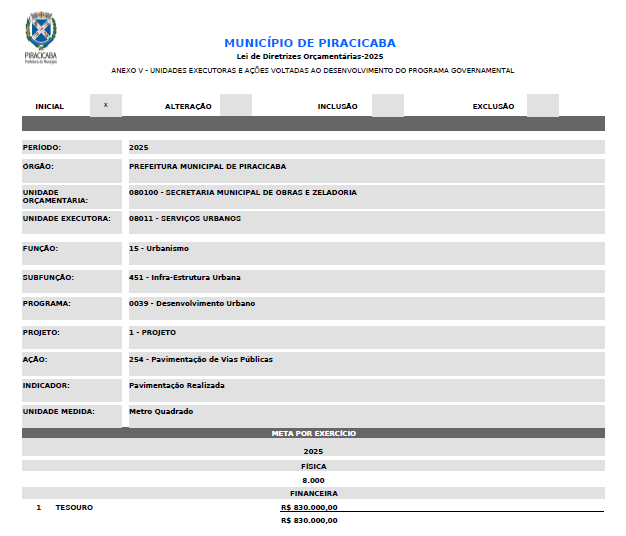 PIRACICABA
Prefeitura do Município
MUNICÍPIO DE PIRACICABA
Lei de Diretrizes Orçamentárias-2025
ANEXO V - UNIDADES EXECUTORAS E AÇÕES VOLTADAS AO DESENVOLVIMENTO DO PROGRAMA GOVERNAMENTAL
INICIAL x ALTERAÇÃO INCLUSÃO EXCLUSÃO
PERÍODO: 2025
ÓRGÃO: PREFEITURA MUNICIPAL DE PIRACICABA
UNIDADE ORÇAMENTÁRIA: 080100 - SECRETARIA MUNICIPAL DE OBRAS E ZELADORIA
UNIDADE EXECUTORA: 08011 - SERVIÇOS URBANOS
FUNÇÃO: 15 - Urbanismo
SUBFUNÇÃO: 451 - Infra-Estrutura Urbana
PROGRAMA: 0039 - Desenvolvimento Urbano
PROJETO: 1 - PROJETO
AÇÃO: 254 - Pavimentação de Vias Públicas
INDICADOR: Pavimentação Realizada
UNIDADE MEDIDA: Metro Quadrado
META POR EXERCÍCIO
2025
FÍSICA
8.000
FINANCEIRA
1 TESOURO R$ 830.000,00
R$ 830.000,00